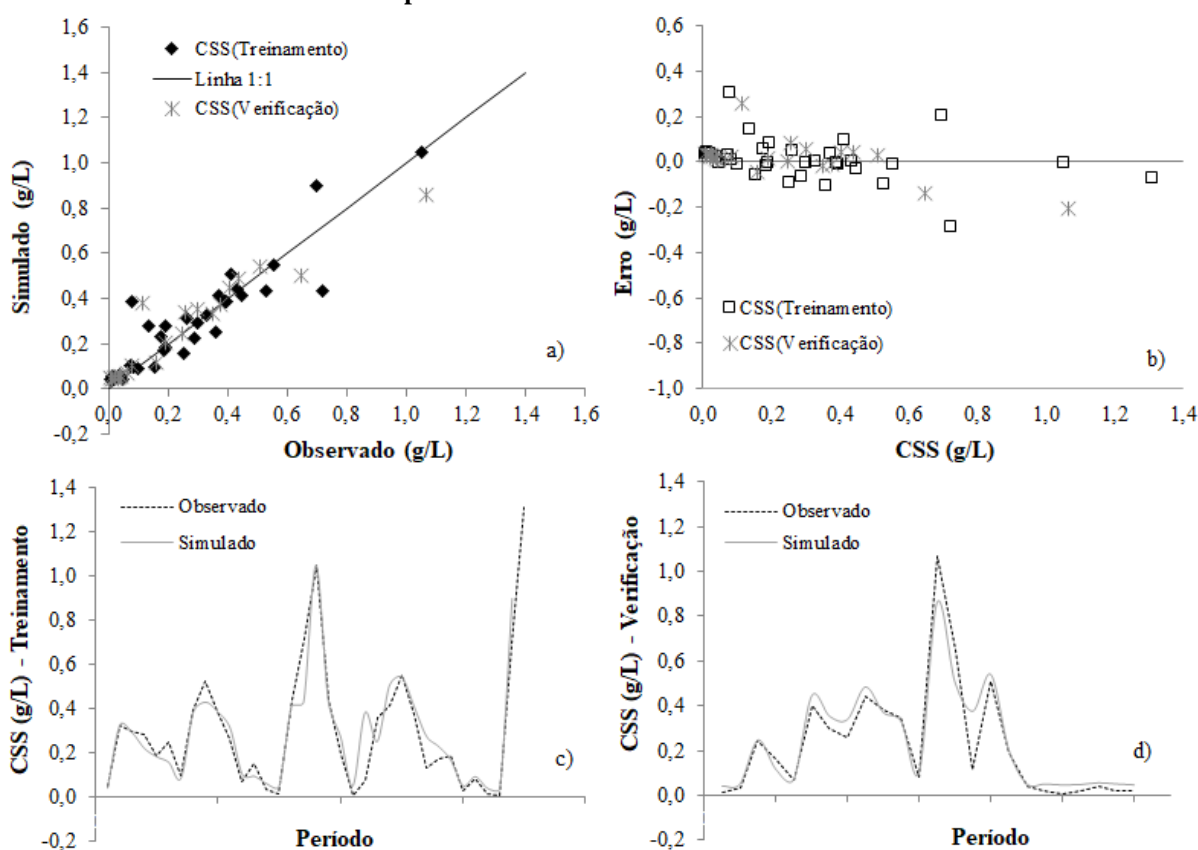 1,6
1,4
1,2
1,0
0,8
0,6
0,4
0,2
0,0
-0,2
CSS(Treinamento)
Linha 1:1
CSS(Verificação)
Simulado (g/L)
a)
0,0 0,2 0,4 0,6 0,8 1,0 1,2 1,4 1,6
Observado (g/L)
0,6
0,4
0,2
0,0
-0,2
-0,4
-0,6
-0,8
-1,0
Erro (g/L)
CSS(Treinamento)
CSS(Verificação)
b)
0,0 0,2 0,4 0,6 0,8 1,0 1,2 1,4
CSS (g/L)
1,4
1,2
1,0
0,8
0,6
0,4
0,2
0,0
-0,2
CSS (g/L) - Treinamento
Observado
Simulado
c)
Período
1,4
1,2
1,0
0,8
0,6
0,4
0,2
0,0
-0,2
CSS (g/L) - Verificação
Observado
Simulado
d)
Período